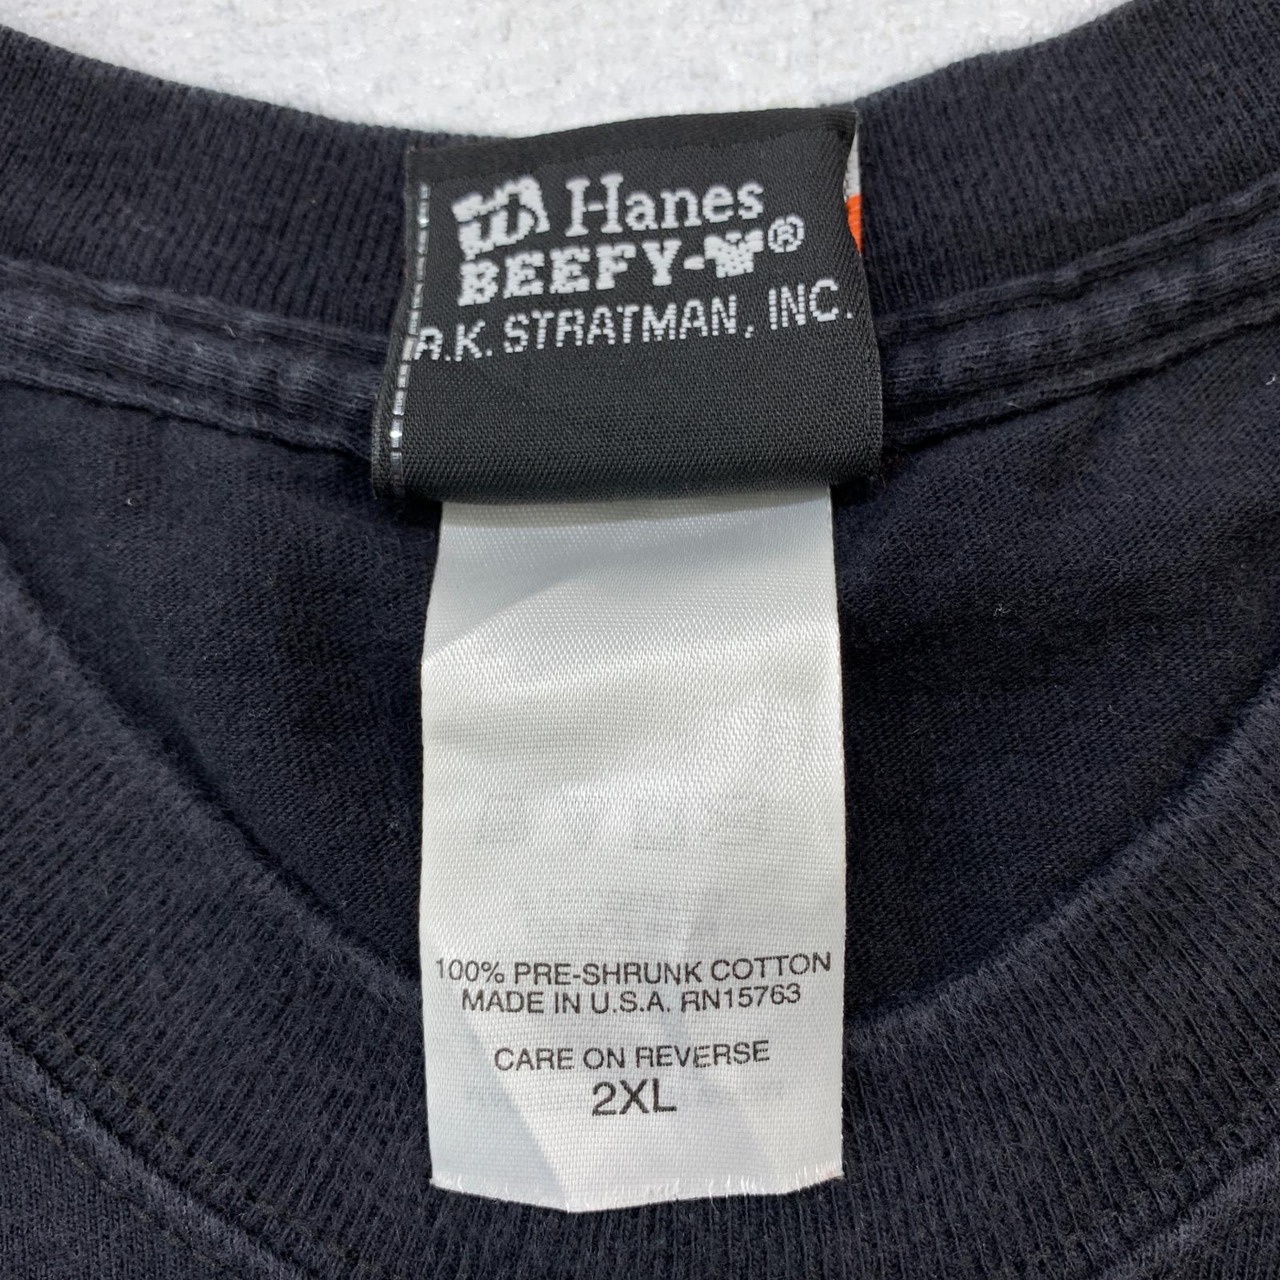 Hanes
BEEFY-T®
R.K. STRATMAN, INC.
100% PRE-SHRUNK COTTON
MADE IN U.S.A. RN15763
CARE ON REVERSE
2XL